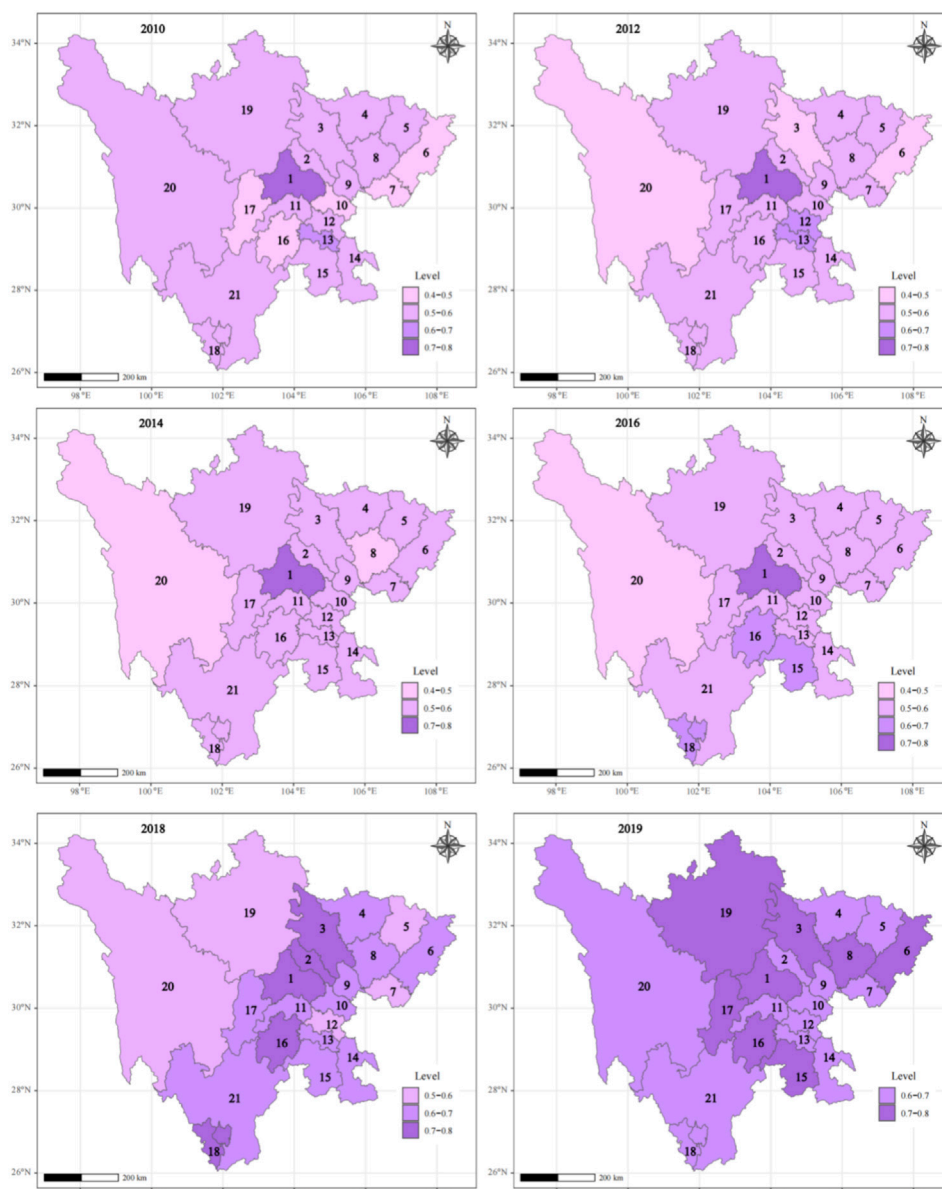 2010
N
34°N
32°N
30°N
28°N
26°N
19
4
3
5
6
2
8
20
1
9
7
17
11
10
12
16
13
15
14
21
18
Level
0.4−0.5
0.5−0.6
0.6−0.7
0.7−0.8
200 km
98°E
100°E
102°E
104°E
106°E
108°E
2012
N
34°N
32°N
30°N
28°N
26°N
19
4
3
5
6
2
8
20
1
9
7
17
11
10
12
16
13
15
14
21
18
Level
0.4−0.5
0.5−0.6
0.6−0.7
0.7−0.8
200 km
98°E
100°E
102°E
104°E
106°E
108°E
2014
N
34°N
32°N
30°N
28°N
26°N
19
4
3
5
6
2
8
20
1
9
7
17
11
10
12
16
13
15
14
21
18
Level
0.4−0.5
0.5−0.6
0.7−0.8
200 km
98°E
100°E
102°E
104°E
106°E
108°E
2016
N
34°N
32°N
30°N
28°N
26°N
19
4
3
5
6
2
8
20
1
9
7
17
11
10
12
16
13
15
14
21
18
Level
0.4−0.5
0.5−0.6
0.6−0.7
0.7−0.8
200 km
98°E
100°E
102°E
104°E
106°E
108°E
2018
N
34°N
32°N
30°N
28°N
26°N
19
4
3
5
6
2
8
20
1
9
7
17
11
10
12
16
13
15
14
21
18
Level
0.5−0.6
0.6−0.7
0.7−0.8
200 km
2019
N
34°N
32°N
30°N
28°N
26°N
19
4
3
5
6
2
8
20
1
9
7
17
11
10
12
16
13
15
14
21
18
Level
0.6−0.7
0.7−0.8
200 km